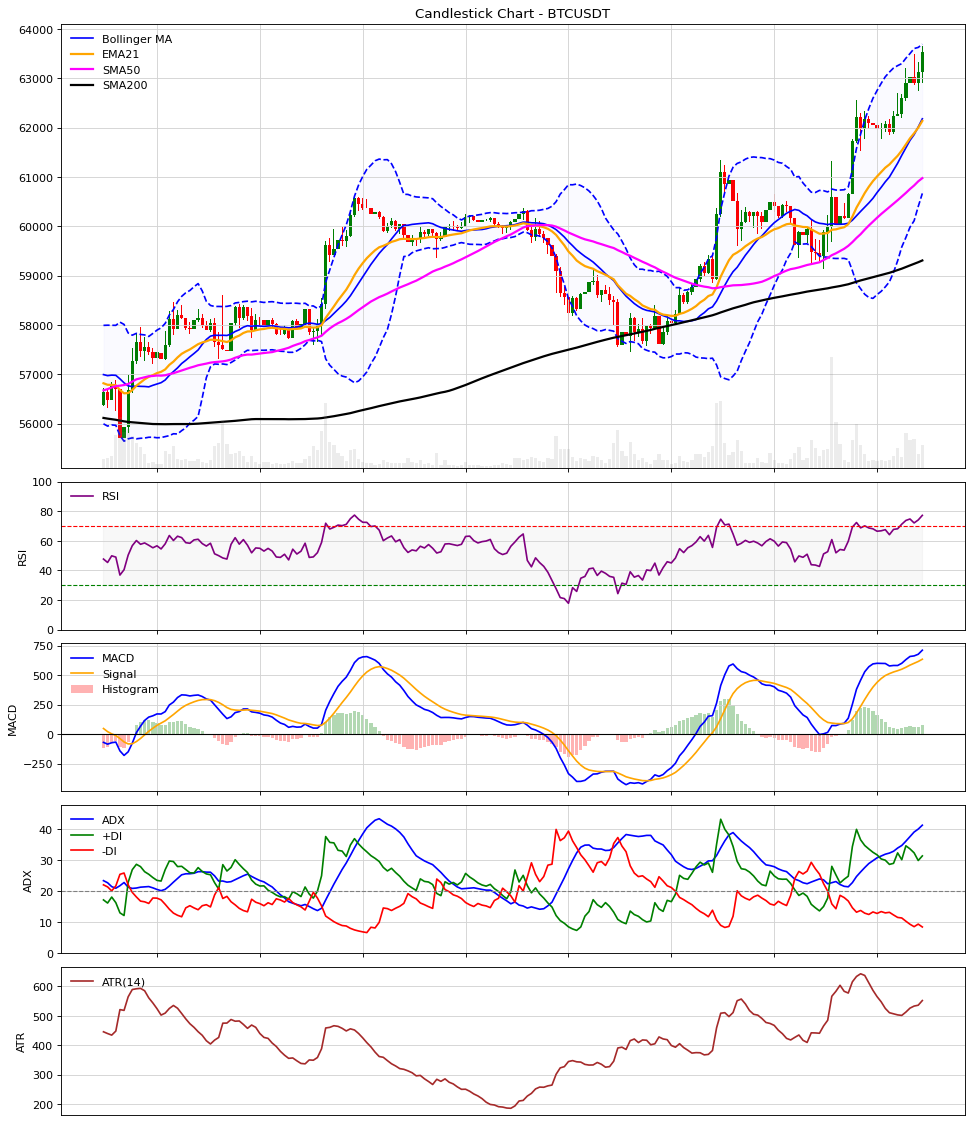 Candlestick Chart - BTCUSDT
64000
63000
62000
61000
60000
59000
58000
57000
56000
Bollinger MA
EMA21
SMA50
SMA200
100
80
60
40
20
0
RSI
RSI
750
500
250
0
−250
MACD
MACD
Signal
Histogram
40
30
20
10
0
ADX
ADX
+DI
-DI
600
500
400
300
200
ATR
ATR(14)